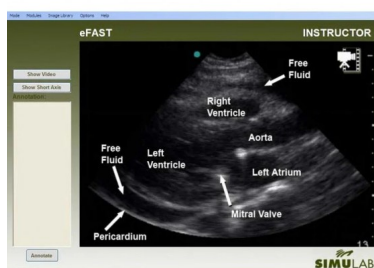 Mode Modules Image Library Options Help
eFAST
INSTRUCTOR
Show Video
Show Short Axis
Annotation:
Free
Fluid
Right
Ventricle
Aorta
Free
Fluid
Left
Ventricle
Left Atrium
Mitral Valve
Pericardium
13
Annotate
SIMULAB